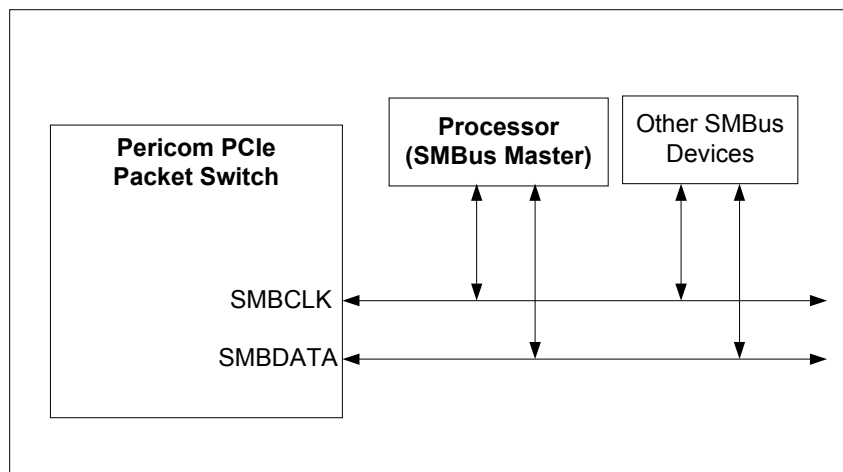 Pericom PCIe
Packet Switch
Processor
(SMBus Master)
Other SMBus
Devices
SMBCLK
SMBDATA